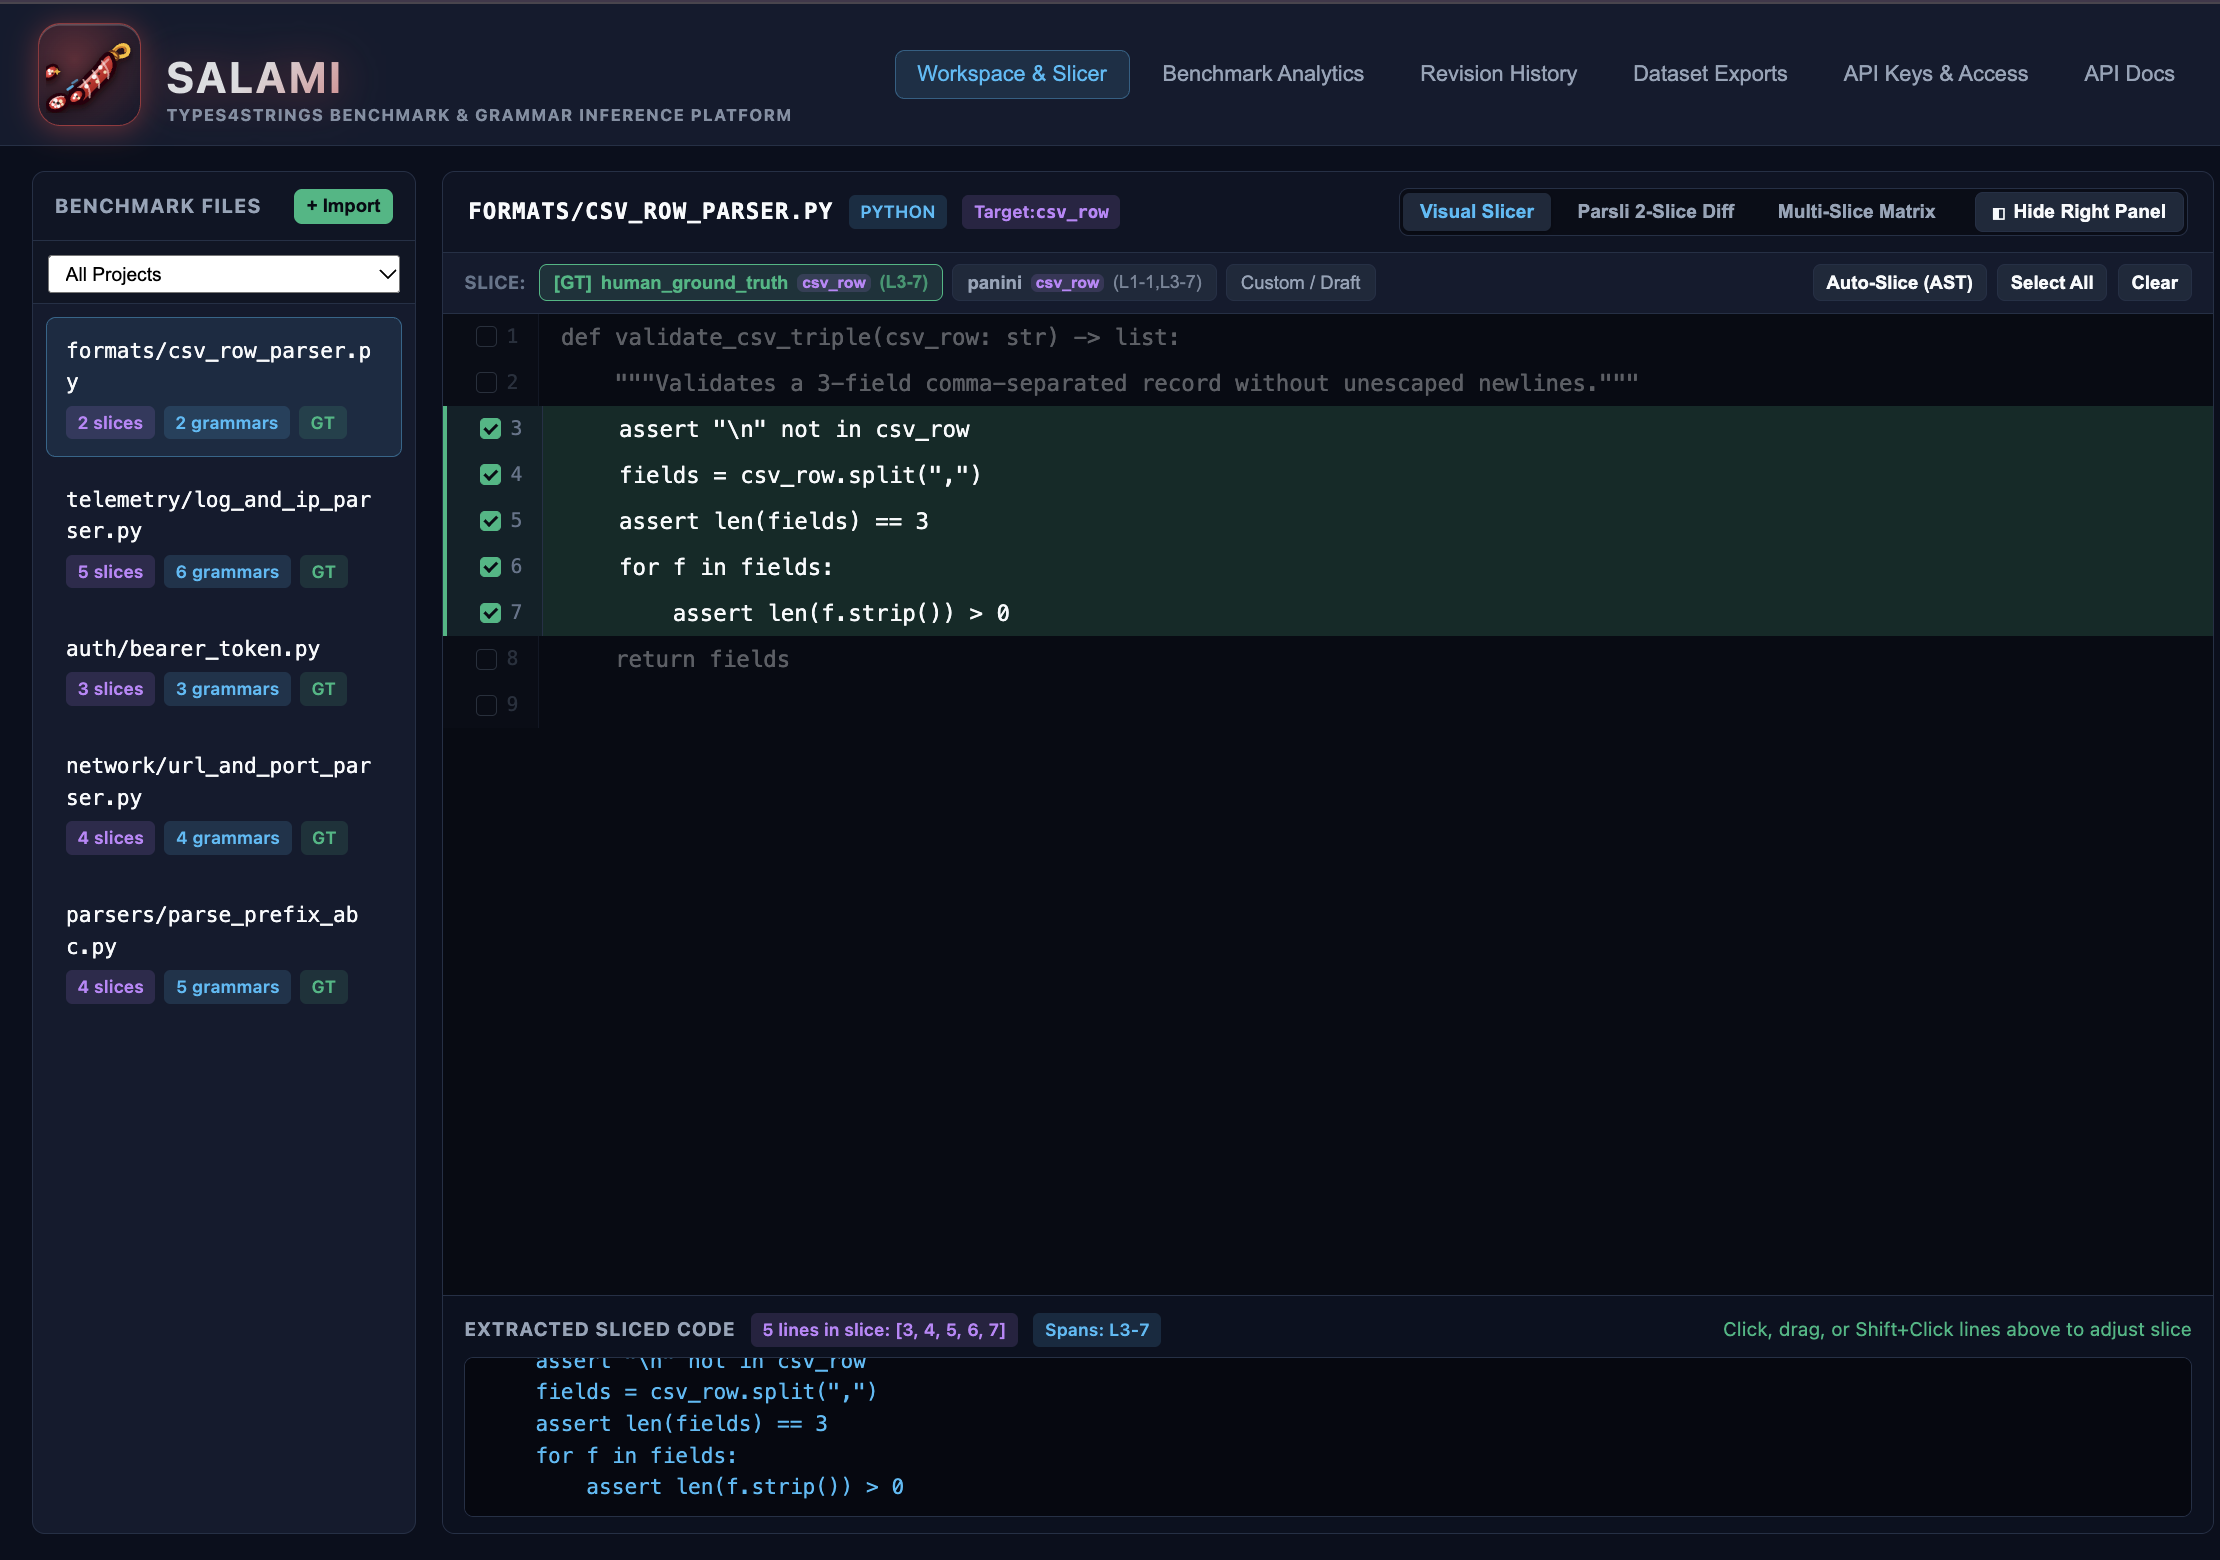 SALAMI
TYPES4STRINGS BENCHMARK & GRAMMAR INFERENCE PLATFORM
Workspace & Slicer
Benchmark Analytics
Revision History
Dataset Exports
API Keys & Access
API Docs
BENCHMARK FILES
+ Import
All Projects
formats/csv_row_parser.p
y
2 slices 2 grammars GT
telemetry/log_and_ip_par
ser.py
5 slices 6 grammars GT
auth/bearer_token.py
3 slices 3 grammars GT
network/url_and_port_par
ser.py
4 slices 4 grammars GT
parsers/parse_prefix_ab
c.py
4 slices 5 grammars GT
FORMATS/CSV_ROW_PARSER.PY PYTHON Target:csv_row
Visual Slicer Parsli 2-Slice Diff Multi-Slice Matrix Hide Right Panel
SLICE: [GT] human_ground_truth csv_row (L3-7) panini csv_row (L1-1,L3-7) Custom / Draft
Auto-Slice (AST) Select All Clear
1 def validate_csv_triple(csv_row: str) -> list:
2 """Validates a 3-field comma-separated record without unescaped newlines."""
3 assert "\n" not in csv_row
4 fields = csv_row.split(",")
5 assert len(fields) == 3
6 for f in fields:
7 assert len(f.strip()) > 0
8 return fields
9
EXTRACTED SLICED CODE 5 lines in slice: [3, 4, 5, 6, 7] Spans: L3-7
Click, drag, or Shift+Click lines above to adjust slice
assert "\n" not in csv_row
fields = csv_row.split(",")
assert len(fields) == 3
for f in fields:
assert len(f.strip()) > 0